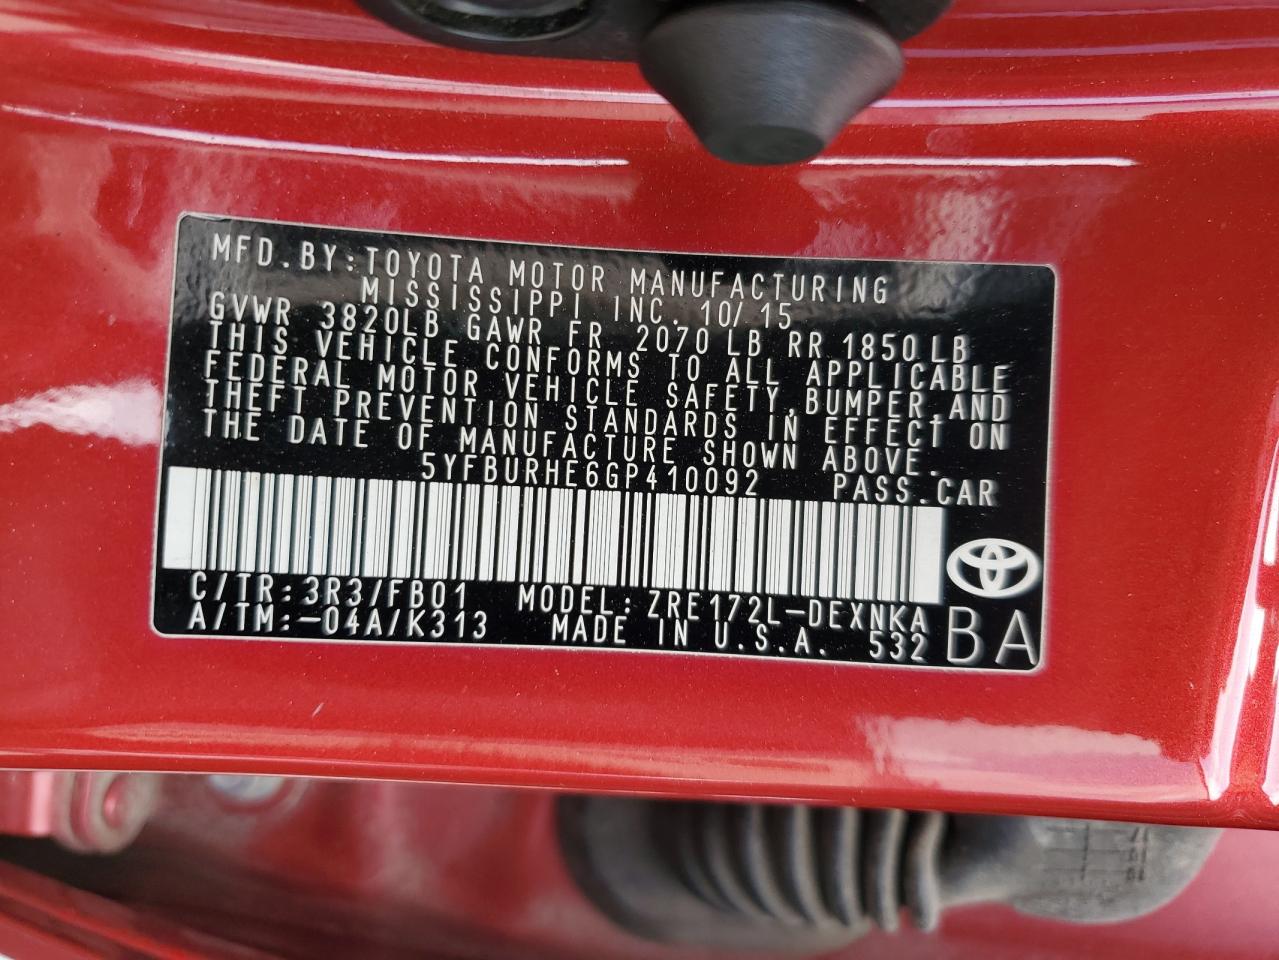 MFD.BY:TOYOTA MOTOR MANUFACTURING
MISSISSIPPI INC. 10/15
GVWR 3820LB GAWR FR 2070LB RR 1850LB
THIS VEHICLE CONFORMS TO ALL APPLICABLE
FEDERAL MOTOR VEHICLE SAFETY,BUMPER,AND
THEFT PREVENTION STANDARDS IN EFFECT ON
THE DATE OF MANUFACTURE SHOWN ABOVE.
5YFBURHE6GP410092 PASS.CAR
C/TR:3R3/FB01 MODEL:ZRE172L-DEXNKA
A/TM:-04A/K313 MADE IN U.S.A. 532
BA